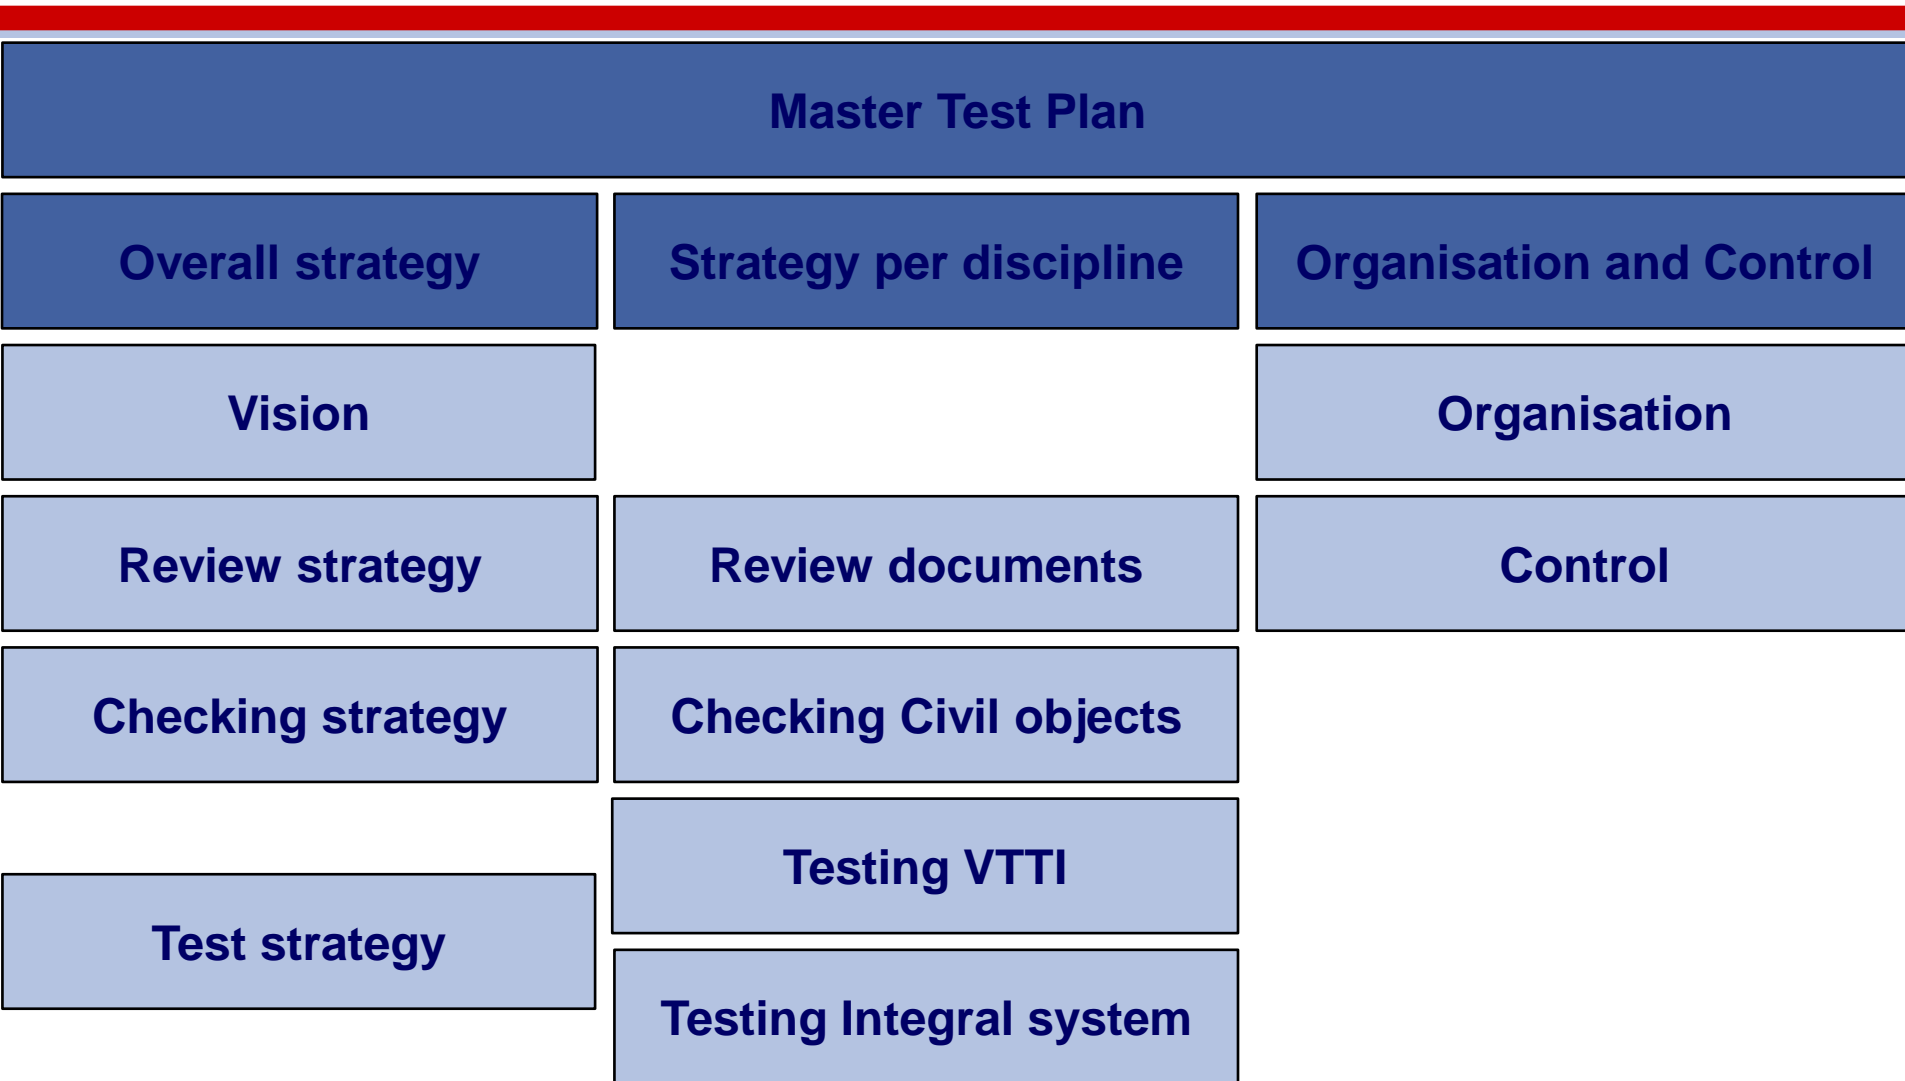 Master Test Plan
Overall strategy
Strategy per discipline
Organisation and Control
Vision
Organisation
Review strategy
Review documents
Control
Checking strategy
Checking Civil objects
Testing VTTI
Test strategy
Testing Integral system